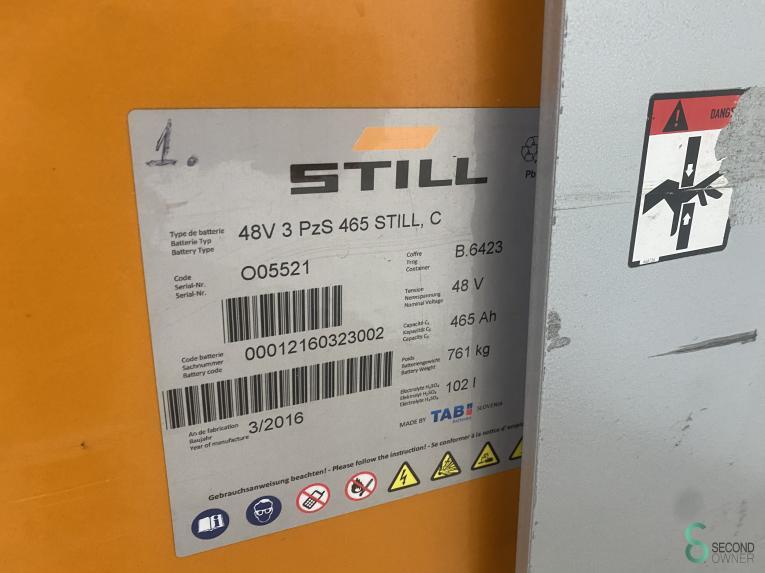 1.
STILL
Pb
Type de batterie
Batterie Typ
Battery Type
48V 3 PzS 465 STILL, C
Code
Serial-Nr.
Serial-Nr.
O05521
Coffre
Trog
Container
B.6423
Tension
Nennspannung
Nominal Voltage
48 V
Code batterie
Sachnummer
Battery code
00012160323002
Capacité C₅
Kapazität C₅
Capacity C₅
465 Ah
Poids
Batteriegewicht
Battery Weight
761 kg
Electrolyte H₂SO₄
Elektrolyt H₂SO₄
Electrolyte H₂SO₄
102 l
An de fabrication
Baujahr
Year of manufacture
3/2016
MADE BY TAB SLOVENIA
Gebrauchsanweisung beachten! - Please follow the instruction! - Se conformer à la notice d'emploi
DANG
SECOND
OWNER